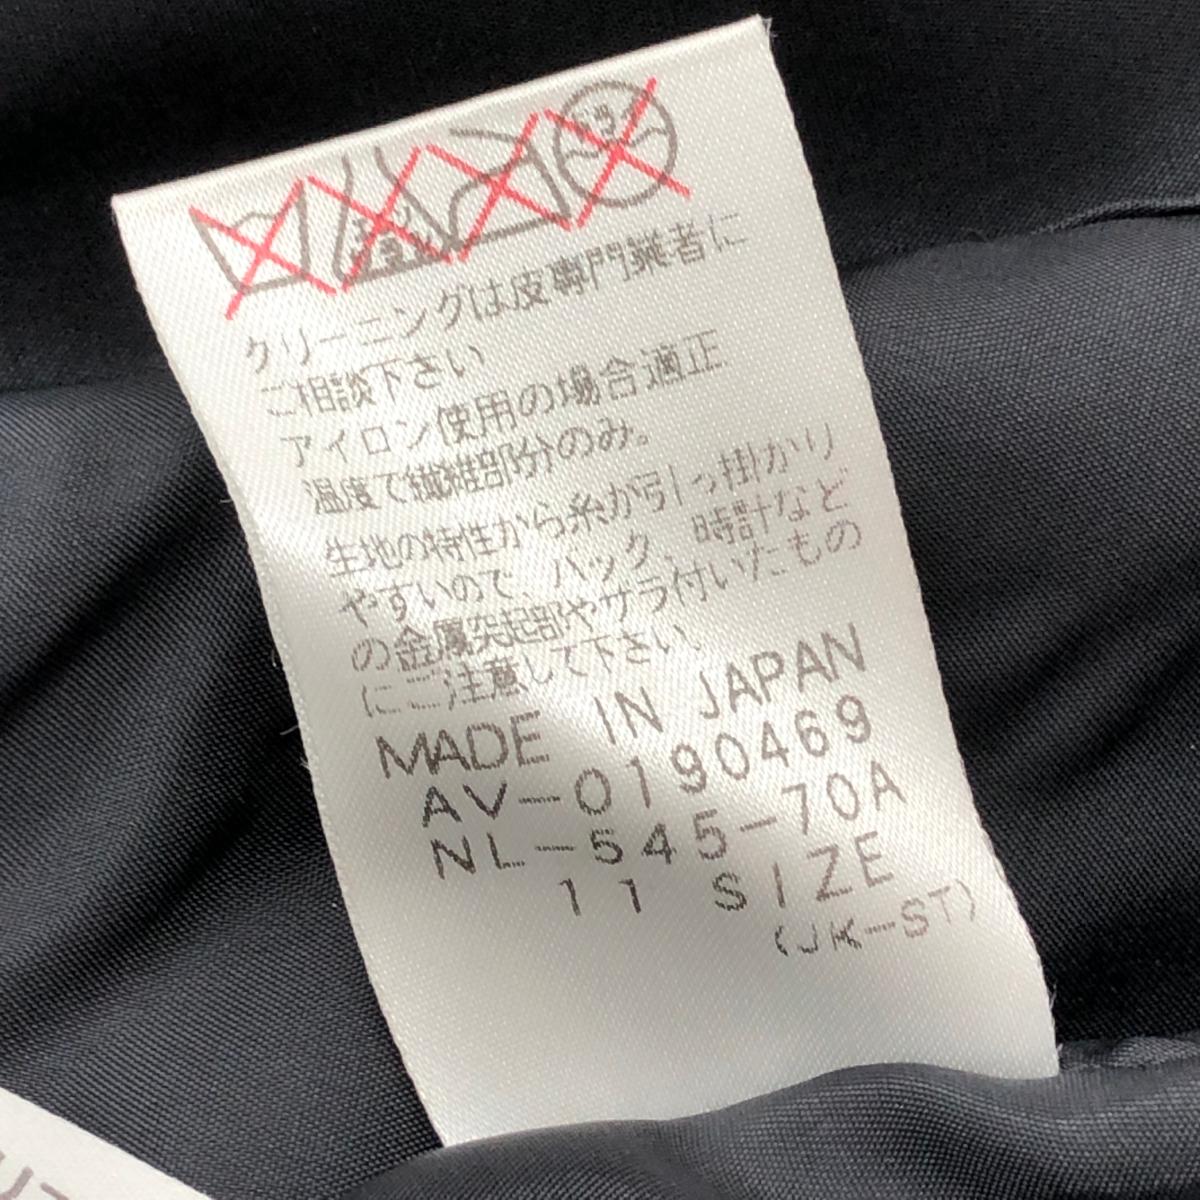 クリーニングは皮専門業者に
ご相談下さい
アイロン使用の場合適正
温度で繊維部分のみ。
生地の特性から糸が引っ掛かり
やすいので、バック、時計など
の金属突起部やザラ付いたもの
にご注意して下さい。
MADE IN JAPAN
AV-0190469
NL-545-70A
11 SIZE
(JK-ST)